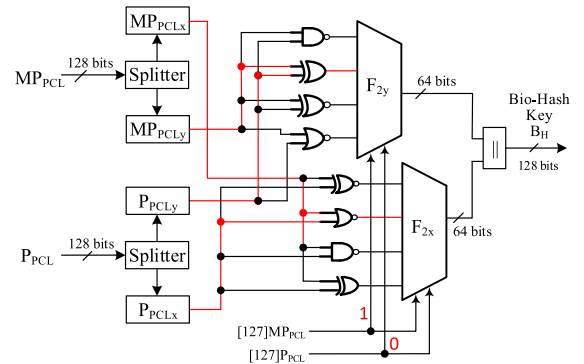 MP_PCLx
128 bits
MP_PCL
Splitter
MP_PCLy
F_2y
64 bits
Bio-Hash
Key
B_H
||
128 bits
P_PCLy
128 bits
P_PCL
Splitter
P_PCLx
F_2x
64 bits
1
0
[127]MP_PCL
[127]P_PCL